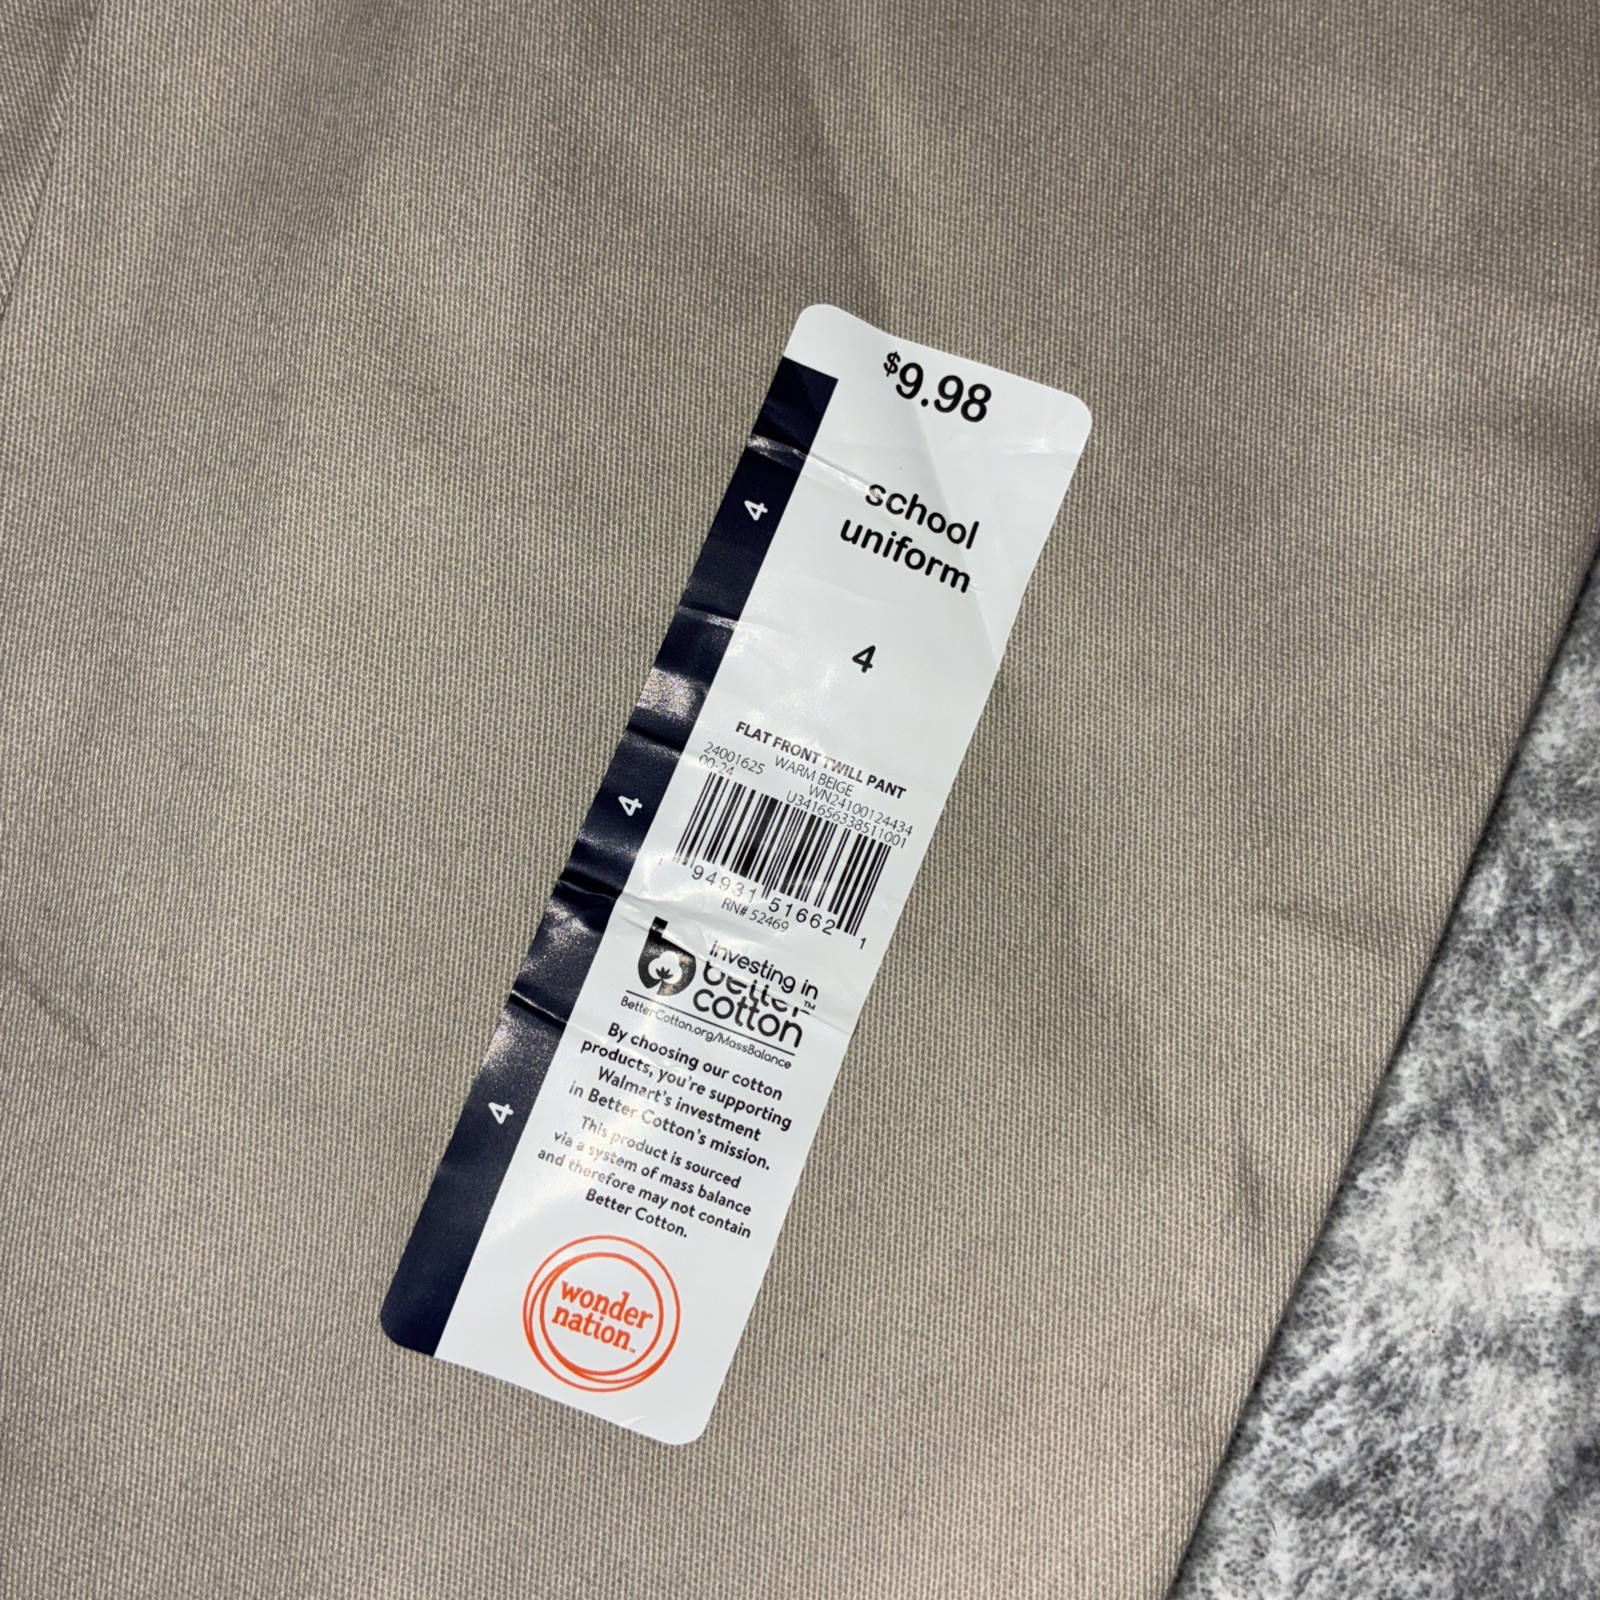 $9.98
school
uniform
4
4
4
4
FLAT FRONT TWILL PANT
24001625 WARM BEIGE
00-24 WN24100124434
U341656338511001
94931 51662 1
RN# 52469
investing in
better
cotton™
BetterCotton.org/MassBalance
By choosing our cotton
products, you're supporting
Walmart's investment
in Better Cotton's mission.
This product is sourced
via a system of mass balance
and therefore may not contain
Better Cotton.
wonder
nation™